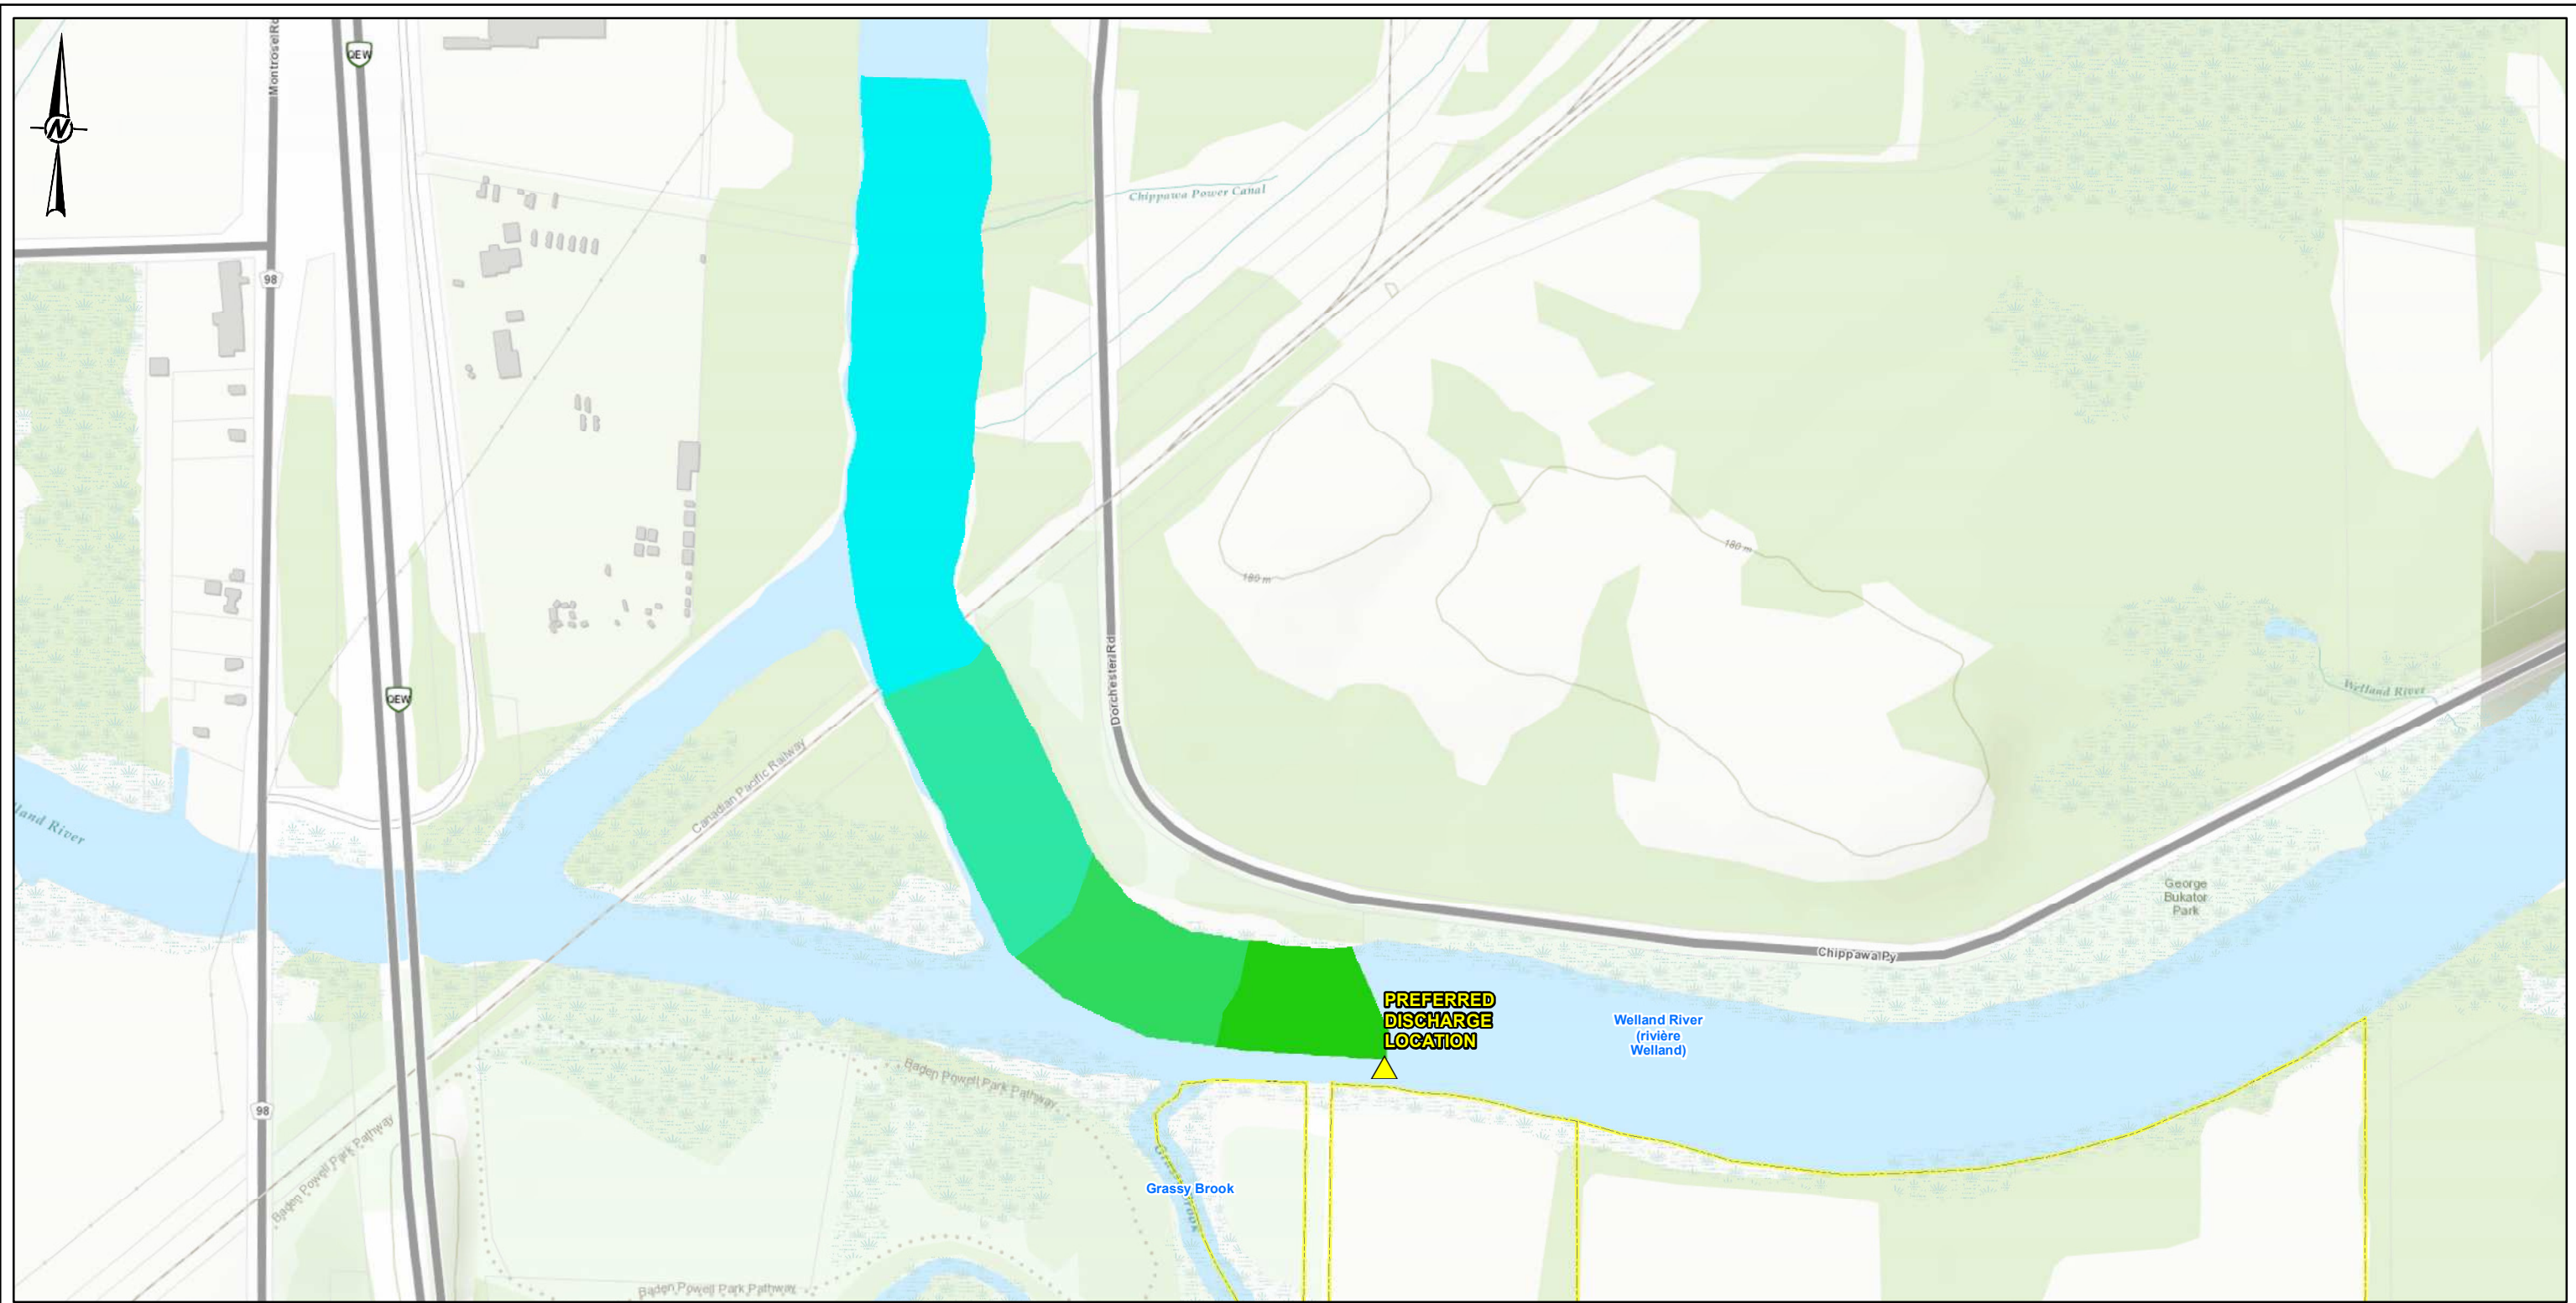 Montrose Rd
QEW
N
Chippawa Power Canal
98
180 m
180 m
Dorchester Rd
QEW
Welland River
Canadian Pacific Railway
land River
George
Bukator
Park
Chippawa Py
PREFERRED
DISCHARGE
LOCATION
Welland River
(rivière
Welland)
Baden Powell Park Pathway
98
Baden Powell Park Pathway
Grassy Brook
Grassy Brook
Baden Powell Park Pathway